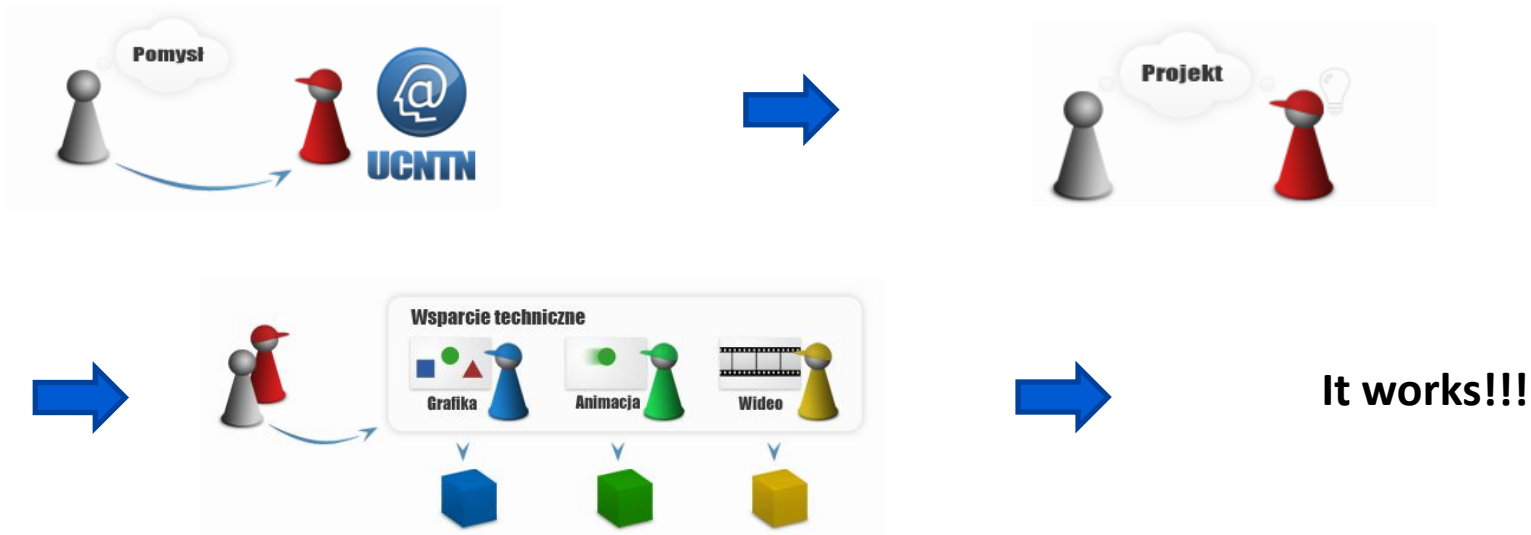 Pomysł
@
UCNTN
Projekt
Wsparcie techniczne
Grafika
Animacja
Wideo
It works!!!